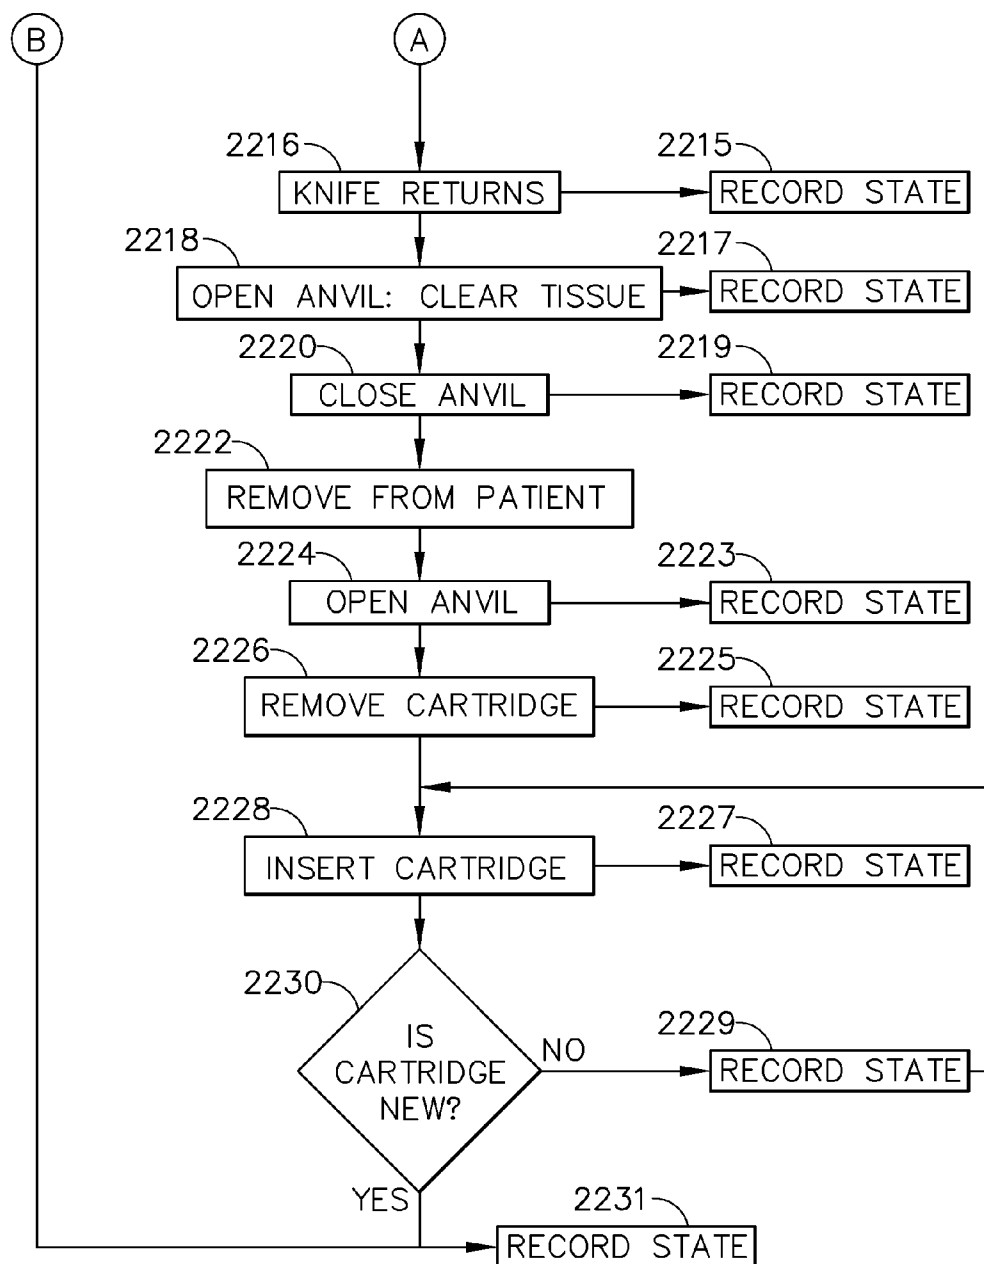 B
A
2216
2215
KNIFE RETURNS
RECORD STATE
2218
2217
OPEN ANVIL: CLEAR TISSUE
RECORD STATE
2220
2219
CLOSE ANVIL
RECORD STATE
2222
REMOVE FROM PATIENT
2224
2223
OPEN ANVIL
RECORD STATE
2226
2225
REMOVE CARTRIDGE
RECORD STATE
2228
2227
INSERT CARTRIDGE
RECORD STATE
2230
2229
IS
CARTRIDGE
NEW?
NO
RECORD STATE
YES
2231
RECORD STATE